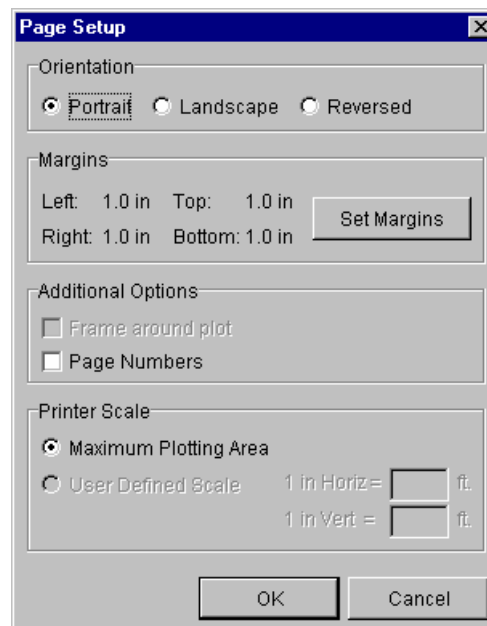 Page Setup
Orientation
Portrait Landscape Reversed
Margins
Left: 1.0 in Top: 1.0 in
Right: 1.0 in Bottom: 1.0 in
Set Margins
Additional Options
Frame around plot
Page Numbers
Printer Scale
Maximum Plotting Area
User Defined Scale 1 in Horiz = ft.
1 in Vert = ft.
OK Cancel